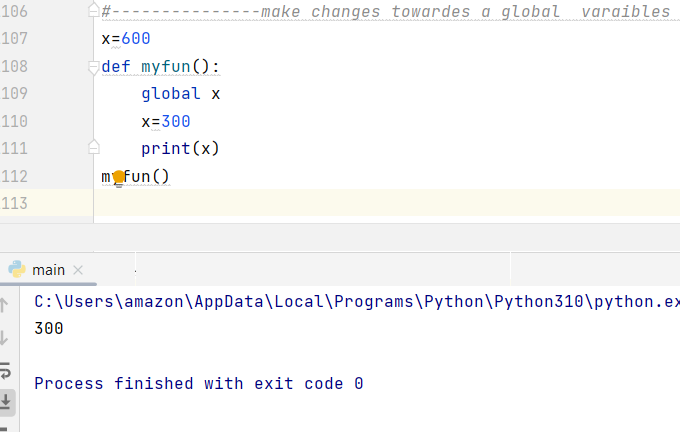 106 #---------------make changes towardes a global  varaibles
107 x=600
108 def myfun():
109     global x
110     x=300
111     print(x)
112 myfun()
113
main
C:\Users\amazon\AppData\Local\Programs\Python\Python310\python.ex
300
Process finished with exit code 0